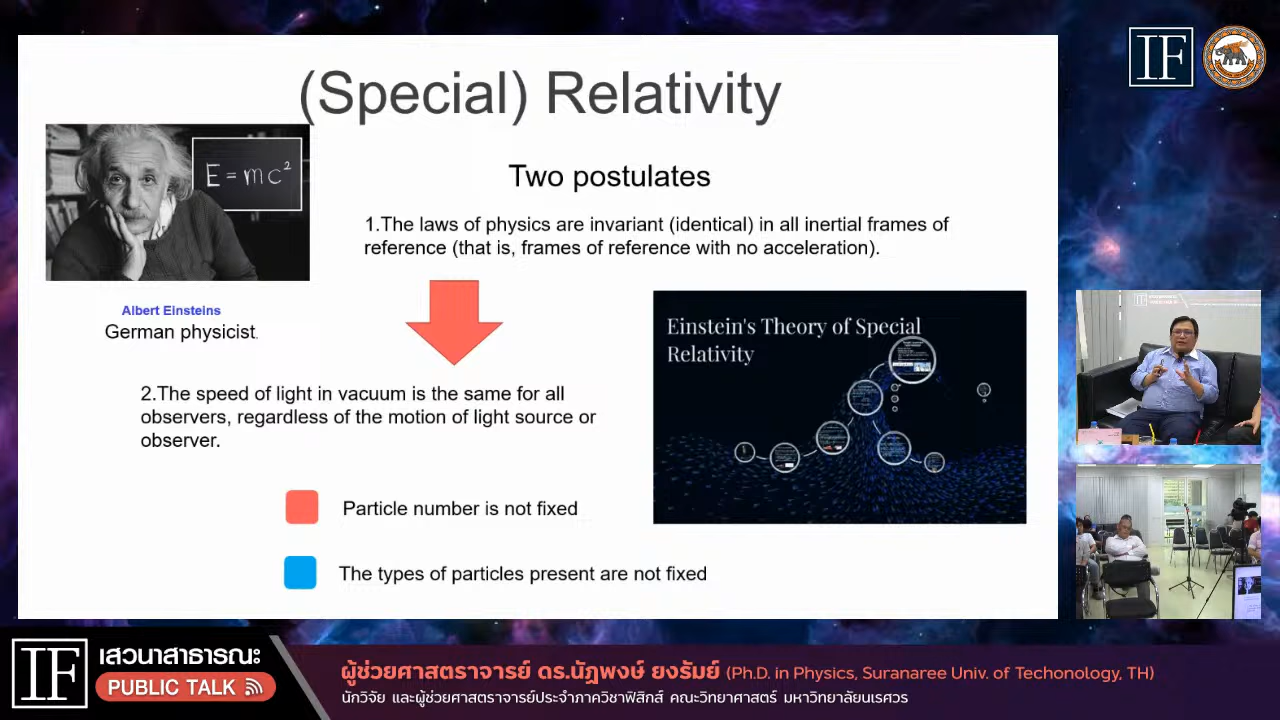 IF
(Special) Relativity
E = mc²
Two postulates
1.The laws of physics are invariant (identical) in all inertial frames of
reference (that is, frames of reference with no acceleration).
Albert Einsteins
German physicist.
Einstein's Theory of Special
Relativity
2.The speed of light in vacuum is the same for all
observers, regardless of the motion of light source or
observer.
Particle number is not fixed
The types of particles present are not fixed
IF
เสวนาสาธารณะ
PUBLIC TALK
ผู้ช่วยศาสตราจารย์ ดร.นัฏพงษ์ ยงรัมย์ (Ph.D. in Physics, Suranaree Univ. of Techonology, TH)
นักวิจัย และผู้ช่วยศาสตราจารย์ประจำภาควิชาฟิสิกส์ คณะวิทยาศาสตร์ มหาวิทยาลัยนเรศวร